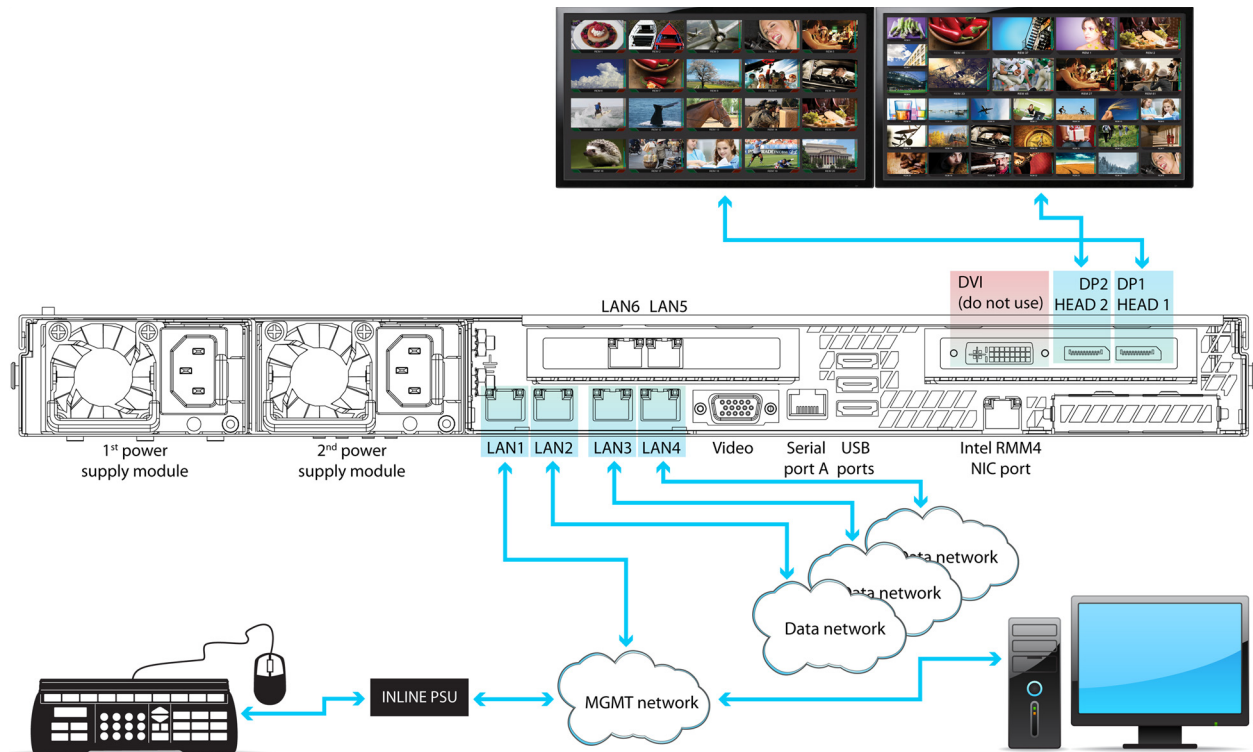 DVI
(do not use)
DP2
HEAD 2
DP1
HEAD 1
LAN6 LAN5
1st power
supply module
2nd power
supply module
LAN1
LAN2
LAN3
LAN4
Video
Serial
port A
USB
ports
Intel RMM4
NIC port
Data network
Data network
Data network
MGMT network
INLINE PSU